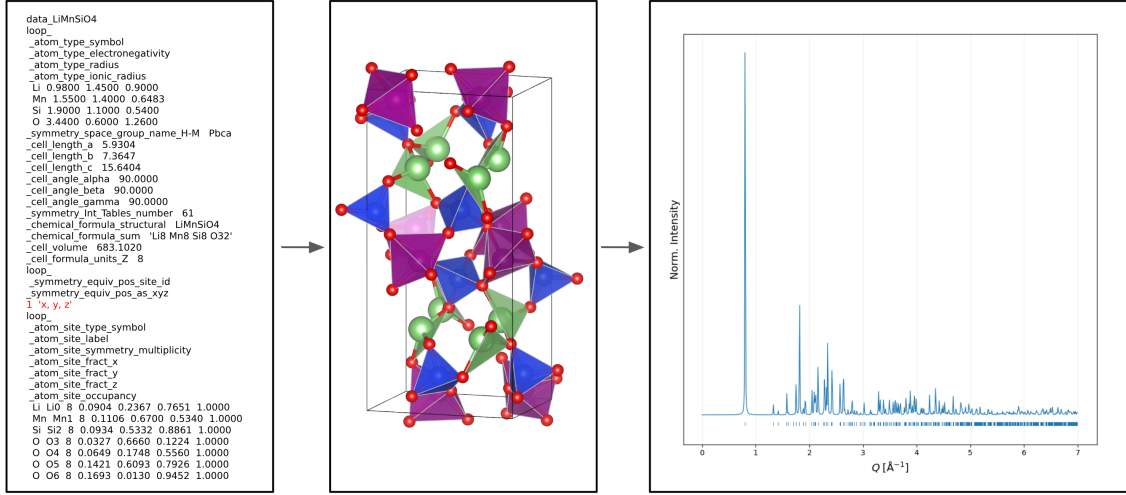 data_LiMnSiO4
loop_
_atom_type_symbol
_atom_type_electronegativity
_atom_type_radius
_atom_type_ionic_radius
Li 0.9800 1.4500 0.9000
Mn 1.5500 1.4000 0.6483
Si 1.9000 1.1000 0.5400
O 3.4400 0.6000 1.2600
_symmetry_space_group_name_H-M Pbca
_cell_length_a 5.9304
_cell_length_b 7.3647
_cell_length_c 15.6404
_cell_angle_alpha 90.0000
_cell_angle_beta 90.0000
_cell_angle_gamma 90.0000
_symmetry_Int_Tables_number 61
_chemical_formula_structural LiMnSiO4
_chemical_formula_sum 'Li8 Mn8 Si8 O32'
_cell_volume 683.1020
_cell_formula_units_Z 8
loop_
_symmetry_equiv_pos_site_id
_symmetry_equiv_pos_as_xyz
1 'x, y, z'
loop_
_atom_site_type_symbol
_atom_site_label
_atom_site_symmetry_multiplicity
_atom_site_fract_x
_atom_site_fract_y
_atom_site_fract_z
_atom_site_occupancy
Li Li0 8 0.0904 0.2367 0.7651 1.0000
Mn Mn1 8 0.1106 0.6700 0.5340 1.0000
Si Si2 8 0.0934 0.5332 0.8861 1.0000
O O3 8 0.0327 0.6660 0.1224 1.0000
O O4 8 0.0649 0.1748 0.5560 1.0000
O O5 8 0.1421 0.6093 0.7926 1.0000
O O6 8 0.1693 0.0130 0.9452 1.0000
Norm. Intensity
0 1 2 3 4 5 6 7
Q [Å⁻¹]